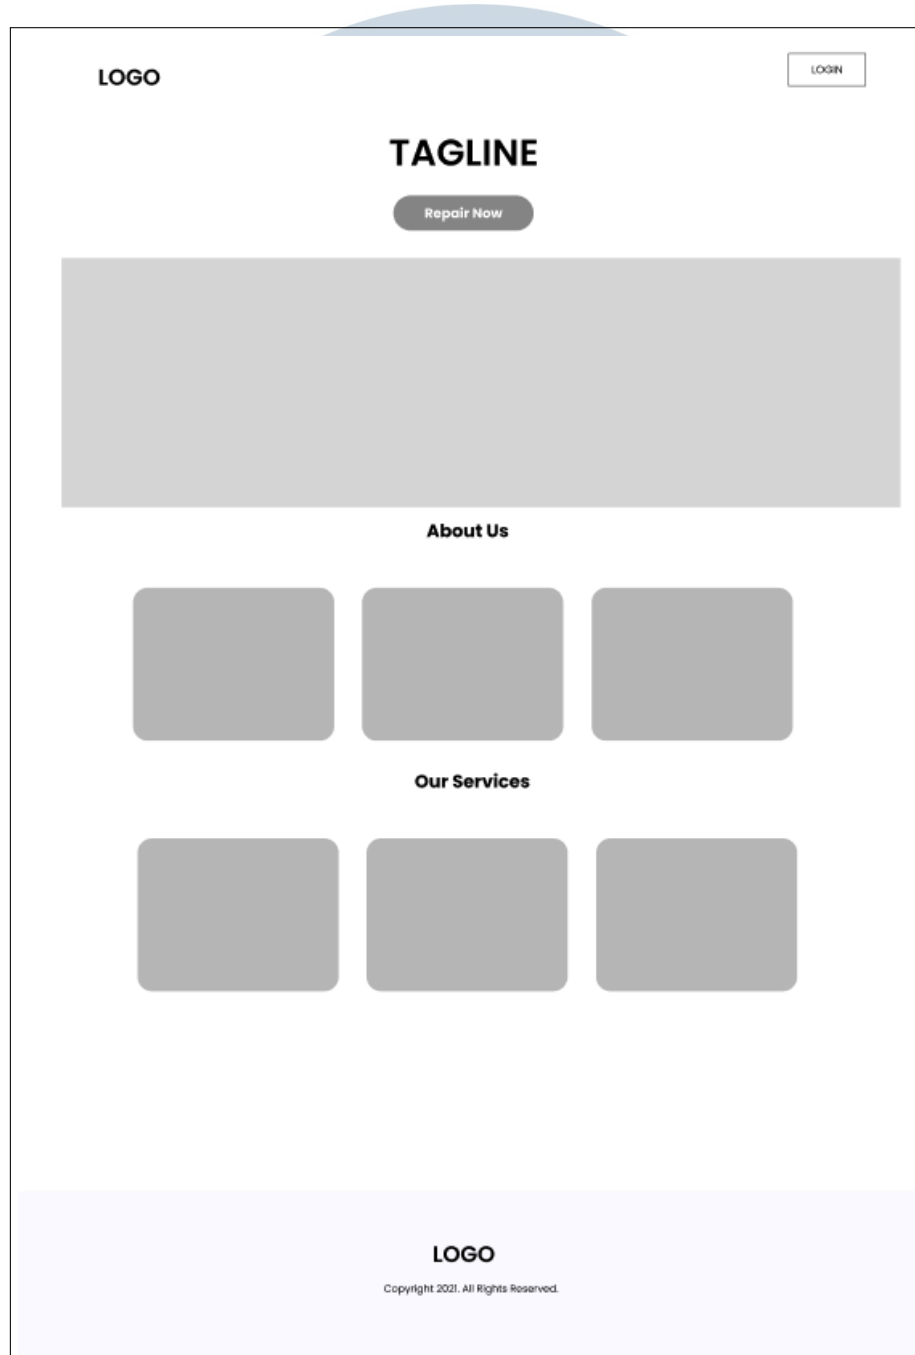 LOGO
LOGIN
TAGLINE
Repair Now
About Us
Our Services
LOGO
Copyright 2021. All Rights Reserved.